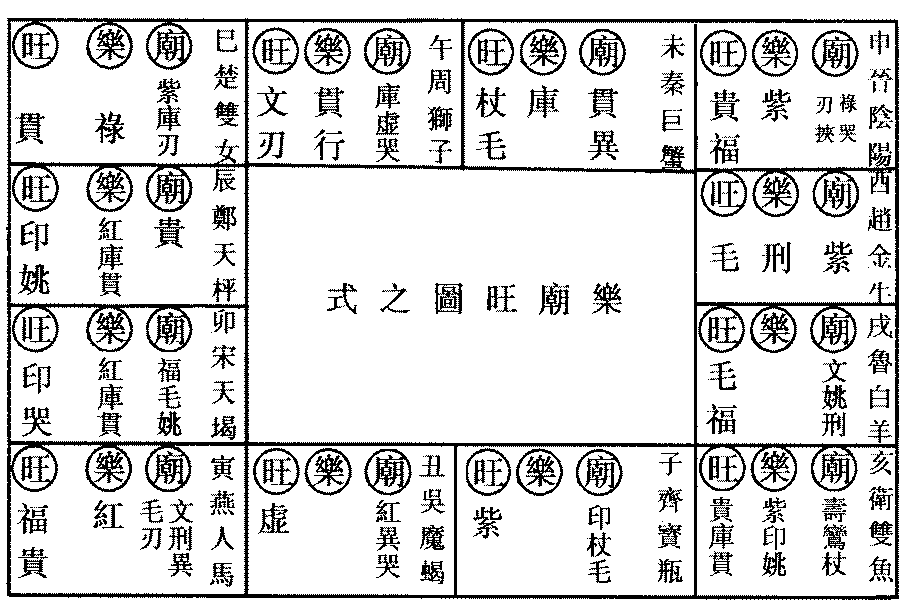 樂廟旺圖之式
申晉陰陽
廟祿哭
刃挾
樂紫
旺貴福
未秦巨蟹
廟貫異
樂庫
旺杖毛
午周獅子
廟庫虛哭
樂貫行
旺文刃
巳楚雙女
廟紫庫刃
樂祿
旺貫
酉趙金牛
廟紫
樂刑
旺毛
辰鄭天枰
廟貴
樂紅庫貫
旺印姚
戌魯白羊
廟文姚刑
樂
旺毛福
卯宋天堨
廟福毛姚
樂紅庫貫
旺印哭
亥衛雙魚
廟壽鸞杖
樂紫印姚
旺貴庫貫
子齊寶瓶
廟印杖毛
樂
旺紫
丑吳魔蝎
廟紅異哭
樂
旺虛
寅燕人馬
廟文刑異
毛刃
樂紅
旺福貴